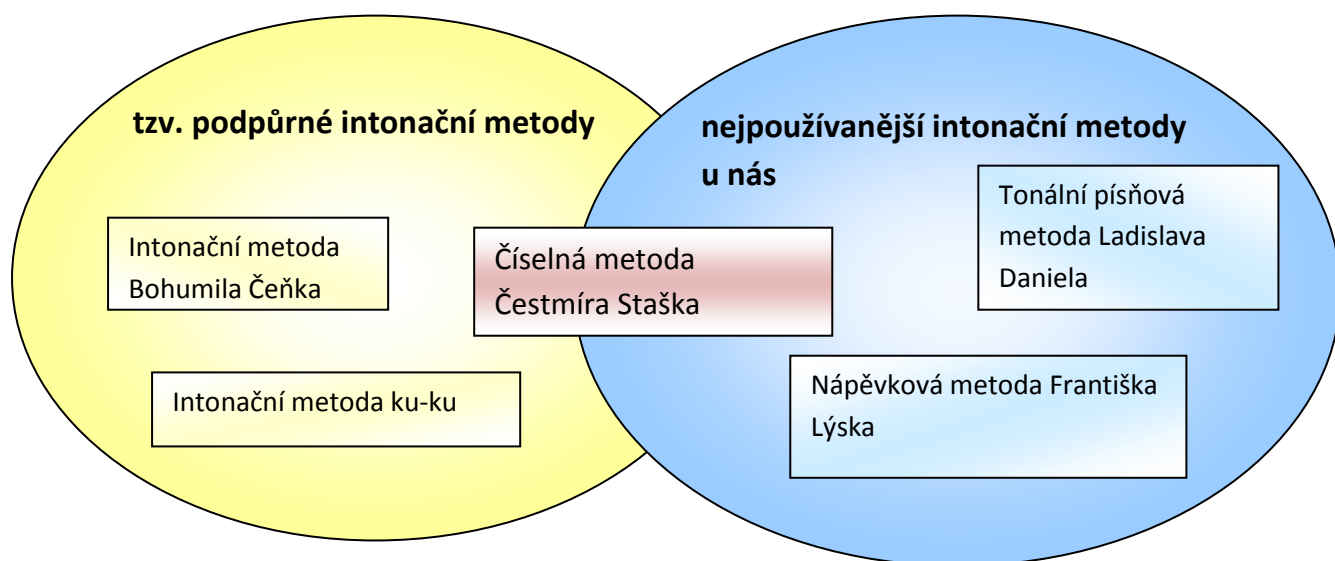 tzv. podpůrné intonační metody
nejpoužívanější intonační metody
u nás
Intonační metoda
Bohumila Čeňka
Číselná metoda
Čestmíra Staška
Tonální písňová
metoda Ladislava
Daniela
Intonační metoda ku-ku
Nápěvková metoda Františka
Lýska